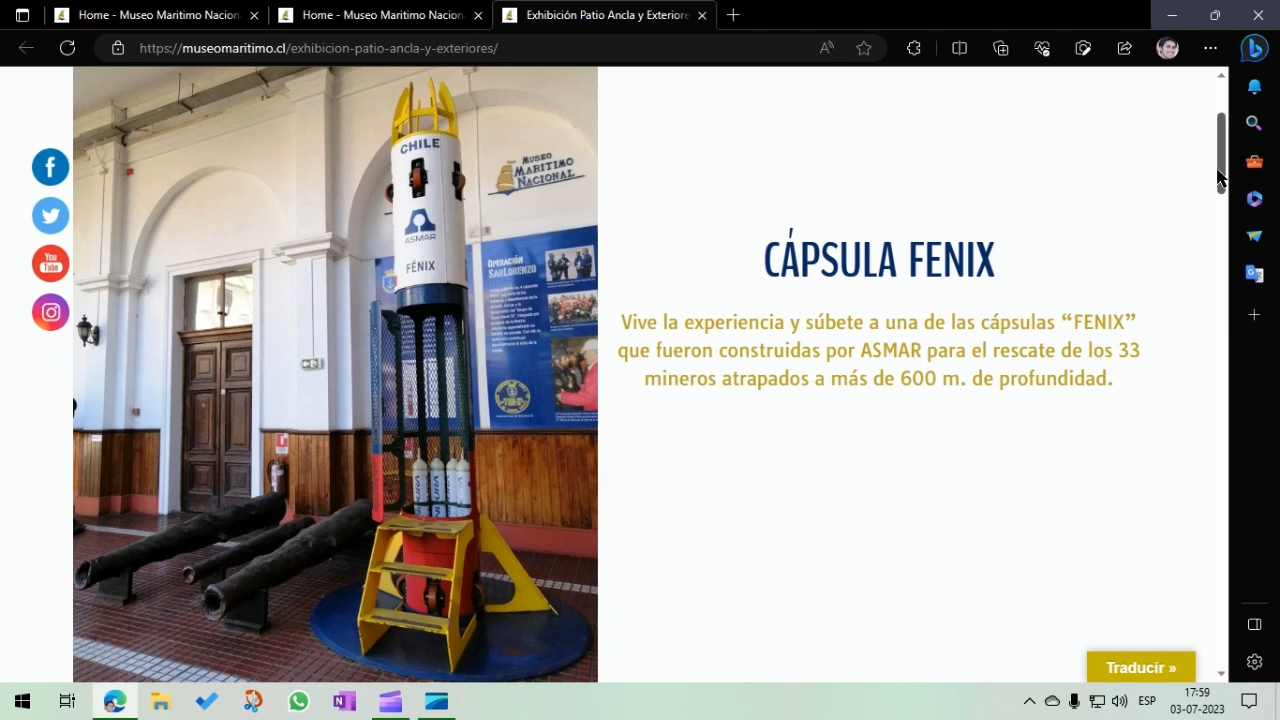 Home - Museo Maritimo Nacio
Home - Museo Maritimo Nacion
Exhibición Patio Ancla y Exteriore
https://museomaritimo.cl/exhibicion-patio-ancla-y-exteriores/
You
Tube
CHILE
ASMAR
FÉNIX
MUSEO
MARITIMO
NACIONAL
OPERACIÓN
SAN LORENZO
CÁPSULA FENIX
Vive la experiencia y súbete a una de las cápsulas “FENIX”
que fueron construidas por ASMAR para el rescate de los 33
mineros atrapados a más de 600 m. de profundidad.
Traducir »
ESP
17:59
03-07-2023